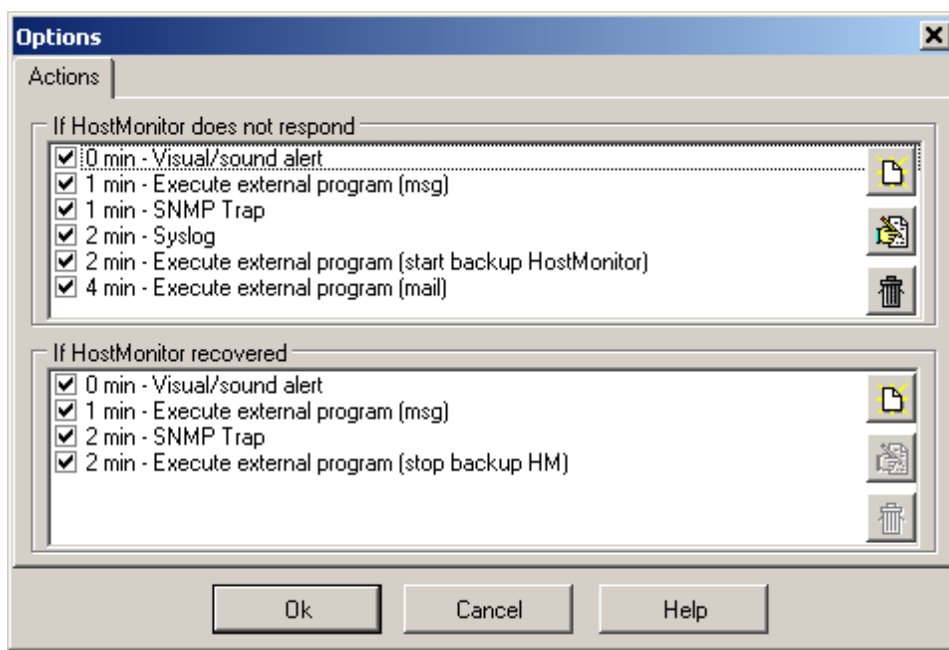 Options
Actions
If HostMonitor does not respond
0 min - Visual/sound alert
1 min - Execute external program (msg)
1 min - SNMP Trap
2 min - Syslog
2 min - Execute external program (start backup HostMonitor)
4 min - Execute external program (mail)
If HostMonitor recovered
0 min - Visual/sound alert
1 min - Execute external program (msg)
2 min - SNMP Trap
2 min - Execute external program (stop backup HM)
Ok Cancel Help